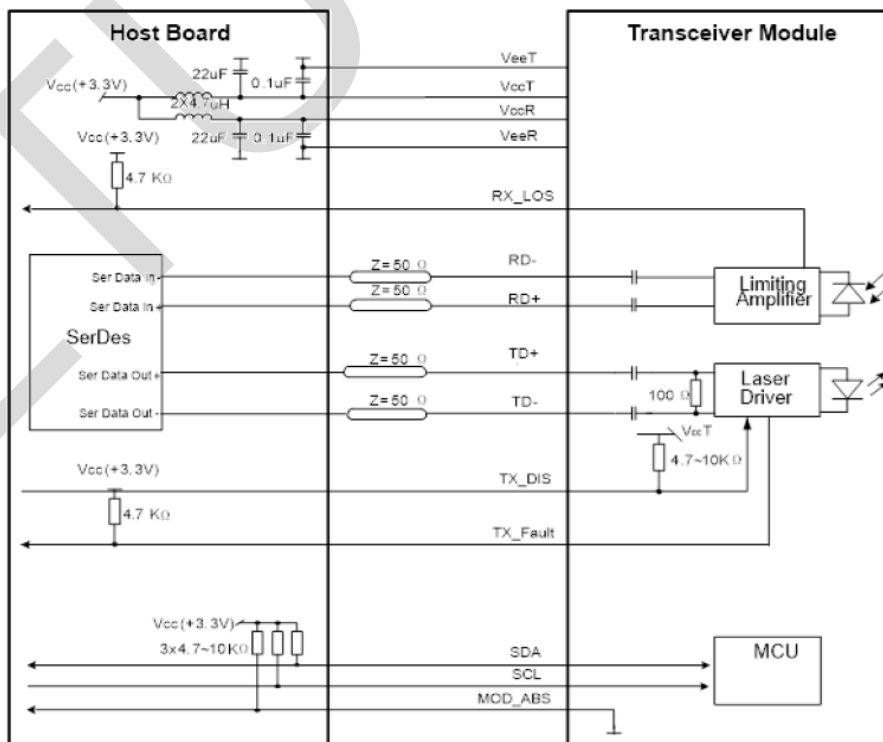 Host Board
Transceiver Module
VeeT
22uF
0.1uF
Vcc(+3.3V)
VccT
2X4.7uH
VccR
Vcc(+3.3V)
22uF
0.1uF
VeeR
4.7 KΩ
RX_LOS
Ser Data In-
Z=50 Ω
RD-
Limiting
Amplifier
Ser Data In+
Z=50 Ω
RD+
SerDes
Ser Data Out+
Z=50 Ω
TD+
Laser
Driver
100 Ω
Ser Data Out-
Z=50 Ω
TD-
VccT
4.7~10KΩ
Vcc(+3.3V)
TX_DIS
4.7 KΩ
TX_Fault
Vcc(+3.3V)
3x4.7~10KΩ
SDA
MCU
SCL
MOD_ABS